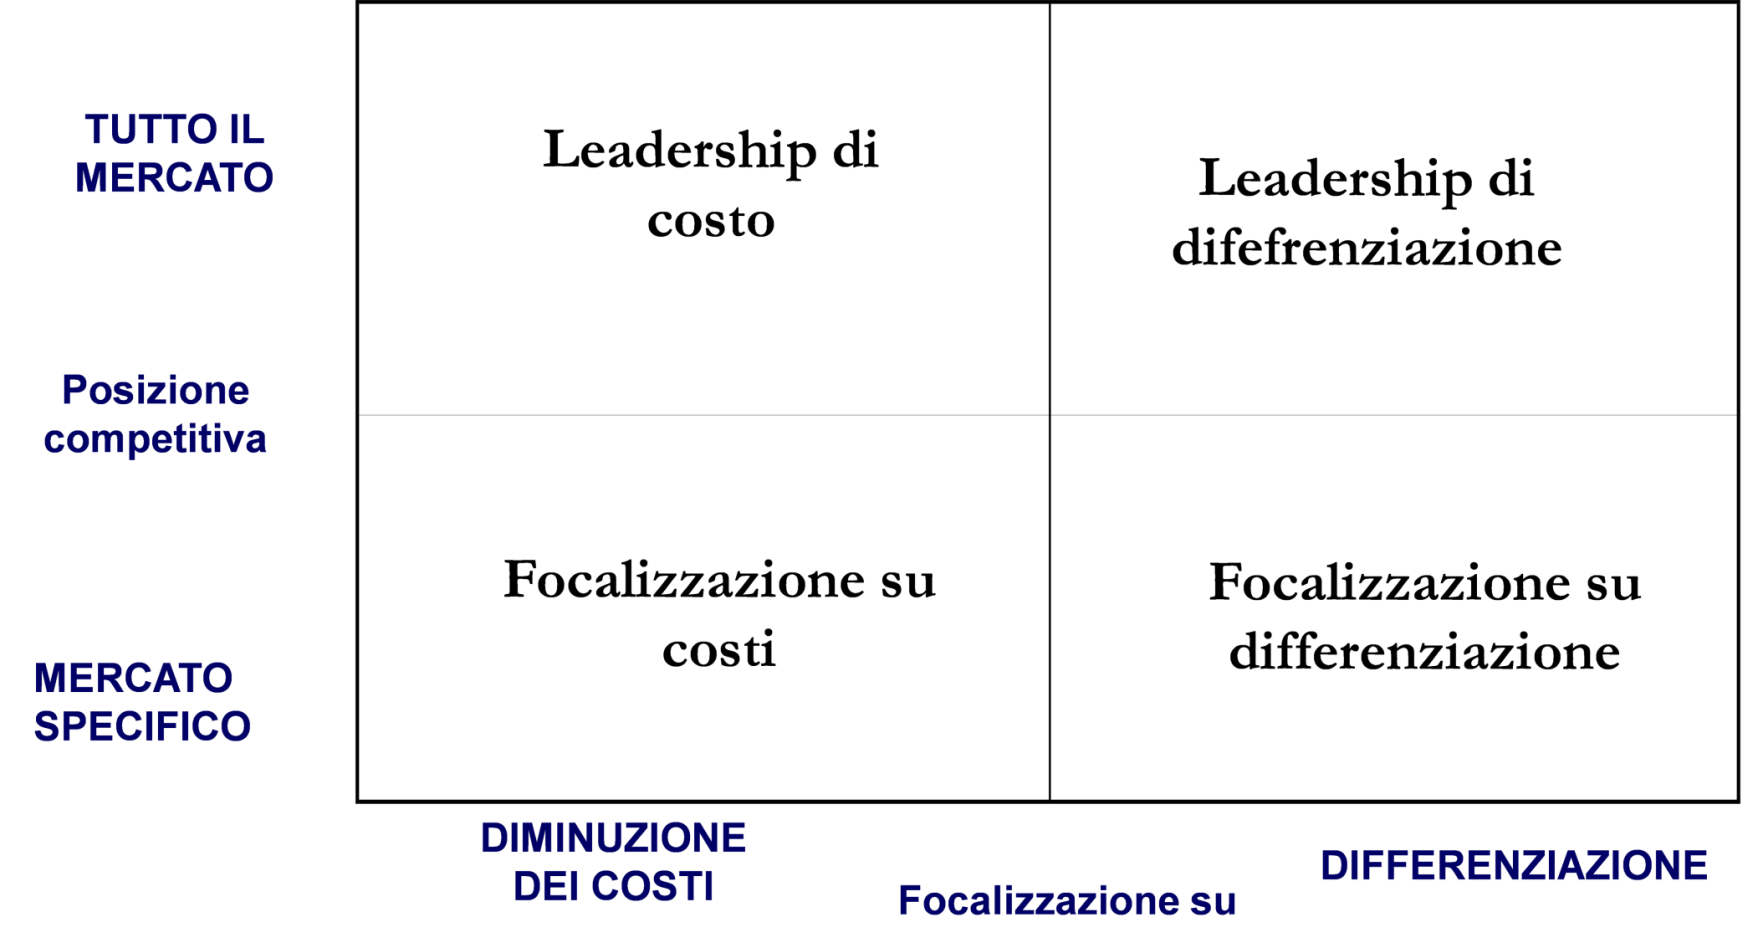 TUTTO IL
MERCATO
Leadership di
costo
Leadership di
difefrenziazione
Posizione
competitiva
Focalizzazione su
costi
Focalizzazione su
differenziazione
MERCATO
SPECIFICO
DIMINUZIONE
DEI COSTI
Focalizzazione su
DIFFERENZIAZIONE